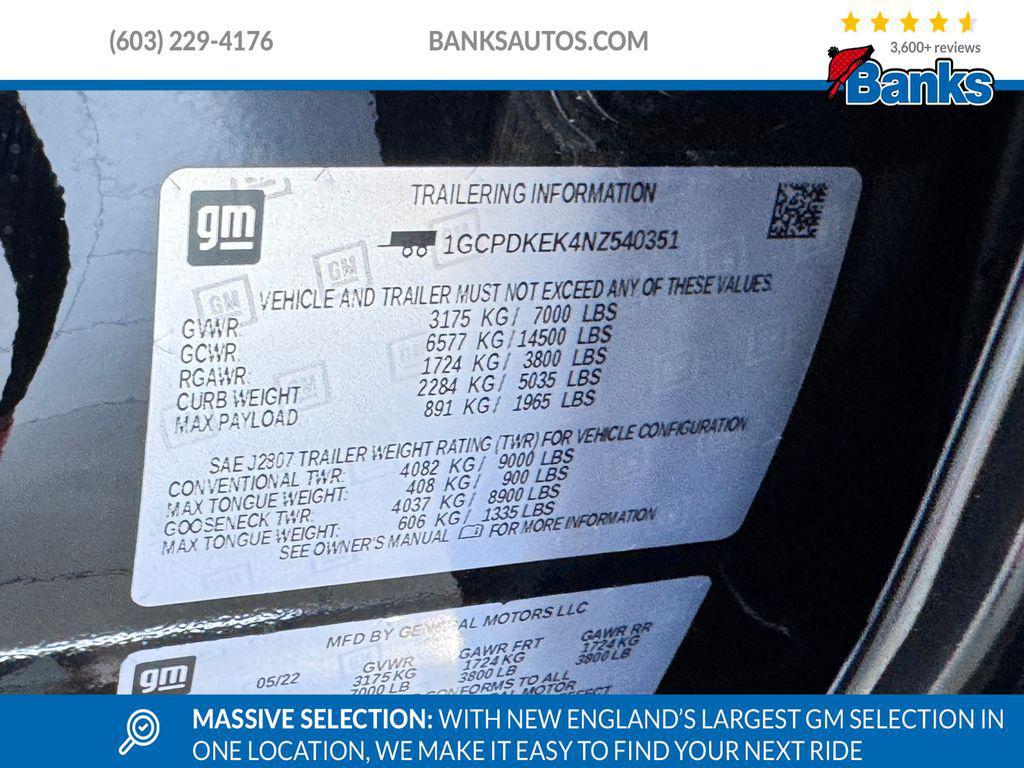 (603) 229-4176
BANKSAUTOS.COM
3,600+ reviews
Banks
gm
TRAILERING INFORMATION
1GCPDKEK4NZ540351
VEHICLE AND TRAILER MUST NOT EXCEED ANY OF THESE VALUES.
GVWR: 3175 KG/ 7000 LBS
GCWR: 6577 KG/14500 LBS
RGAWR: 1724 KG/ 3800 LBS
CURB WEIGHT 2284 KG/ 5035 LBS
MAX PAYLOAD 891 KG/ 1965 LBS
SAE J2807 TRAILER WEIGHT RATING (TWR) FOR VEHICLE CONFIGURATION
CONVENTIONAL TWR: 4082 KG/ 9000 LBS
MAX TONGUE WEIGHT: 408 KG/ 900 LBS
GOOSENECK TWR: 4037 KG/ 8900 LBS
MAX TONGUE WEIGHT: 606 KG/ 1335 LBS
SEE OWNER'S MANUAL FOR MORE INFORMATION
gm
MFD BY GENERAL MOTORS LLC
05/22 GVWR GAWR FRT GAWR RR
3175KG 1724KG 1724KG
7000 LB 3800 LB 3800 LB
CONFORMS TO ALL
MOTOR
MASSIVE SELECTION: WITH NEW ENGLAND'S LARGEST GM SELECTION IN
ONE LOCATION, WE MAKE IT EASY TO FIND YOUR NEXT RIDE